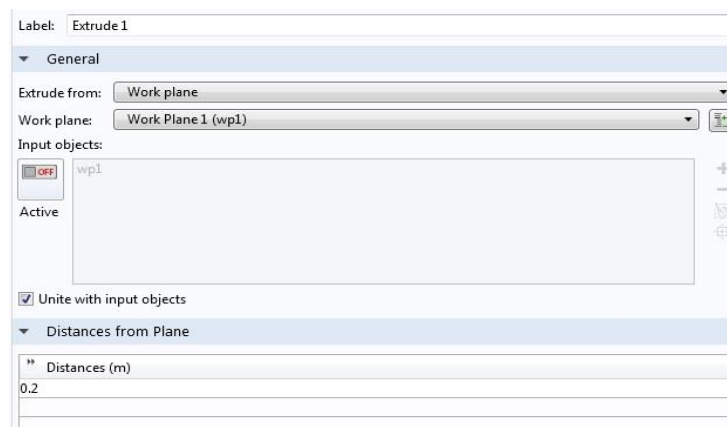 Label: Extrude 1
General
Extrude from: Work plane
Work plane: Work Plane 1 (wp1)
Input objects:
OFF wp1
Active
Unite with input objects
Distances from Plane
Distances (m)
0.2